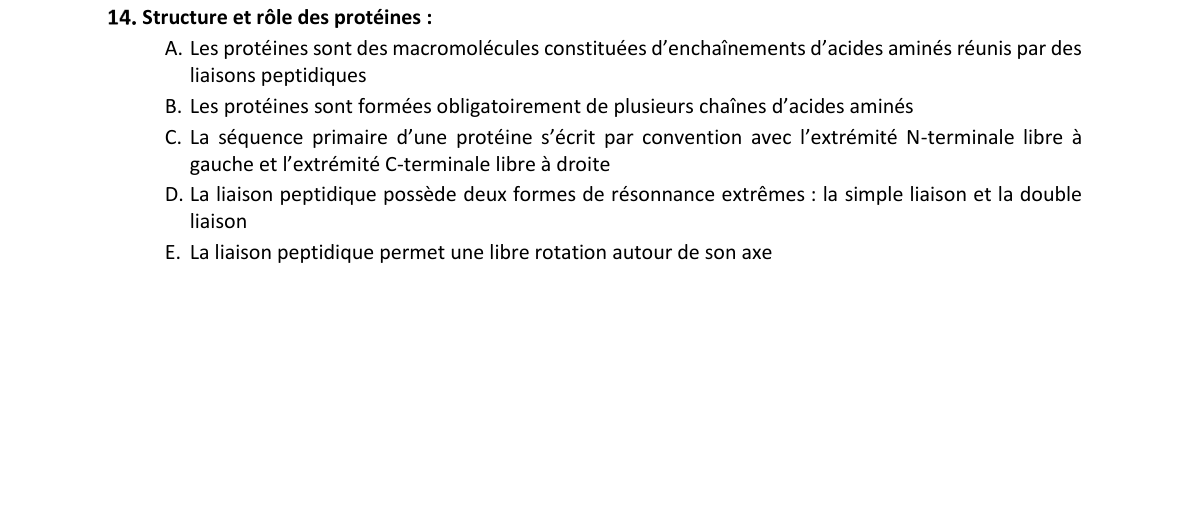 14. Structure et rôle des protéines :
A. Les protéines sont des macromolécules constituées d’enchaînements d’acides aminés réunis par des
liaisons peptidiques
B. Les protéines sont formées obligatoirement de plusieurs chaînes d’acides aminés
C. La séquence primaire d’une protéine s’écrit par convention avec l’extrémité N-terminale libre à
gauche et l’extrémité C-terminale libre à droite
D. La liaison peptidique possède deux formes de résonnance extrêmes : la simple liaison et la double
liaison
E. La liaison peptidique permet une libre rotation autour de son axe